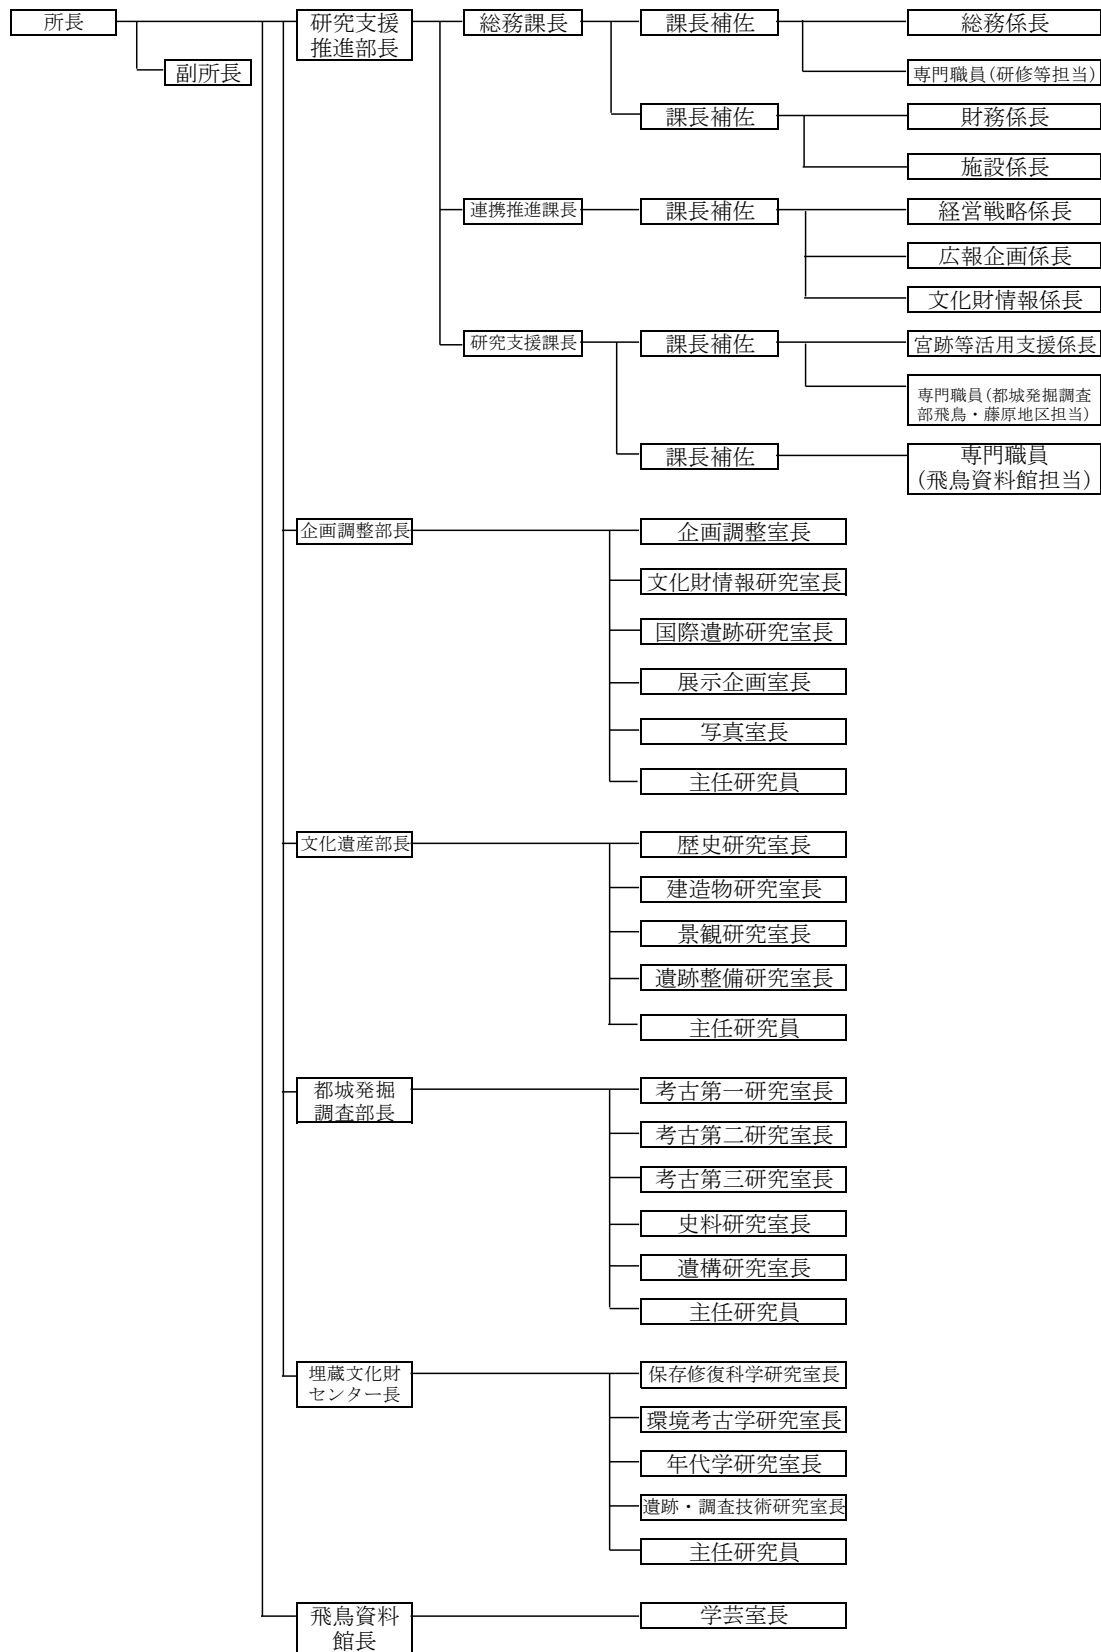 所長
副所長
研究支援
推進部長
総務課長
課長補佐
総務係長
専門職員(研修等担当)
課長補佐
財務係長
施設係長
連携推進課長
課長補佐
経営戦略係長
広報企画係長
文化財情報係長
研究支援課長
課長補佐
宮跡等活用支援係長
専門職員(都城発掘調査
部飛鳥・藤原地区担当)
課長補佐
専門職員
(飛鳥資料館担当)
企画調整部長
企画調整室長
文化財情報研究室長
国際遺跡研究室長
展示企画室長
写真室長
主任研究員
文化遺産部長
歴史研究室長
建造物研究室長
景観研究室長
遺跡整備研究室長
主任研究員
都城発掘
調査部長
考古第一研究室長
考古第二研究室長
考古第三研究室長
史料研究室長
遺構研究室長
主任研究員
埋蔵文化財
センター長
保存修復科学研究室長
環境考古学研究室長
年代学研究室長
遺跡・調査技術研究室長
主任研究員
飛鳥資料
館長
学芸室長